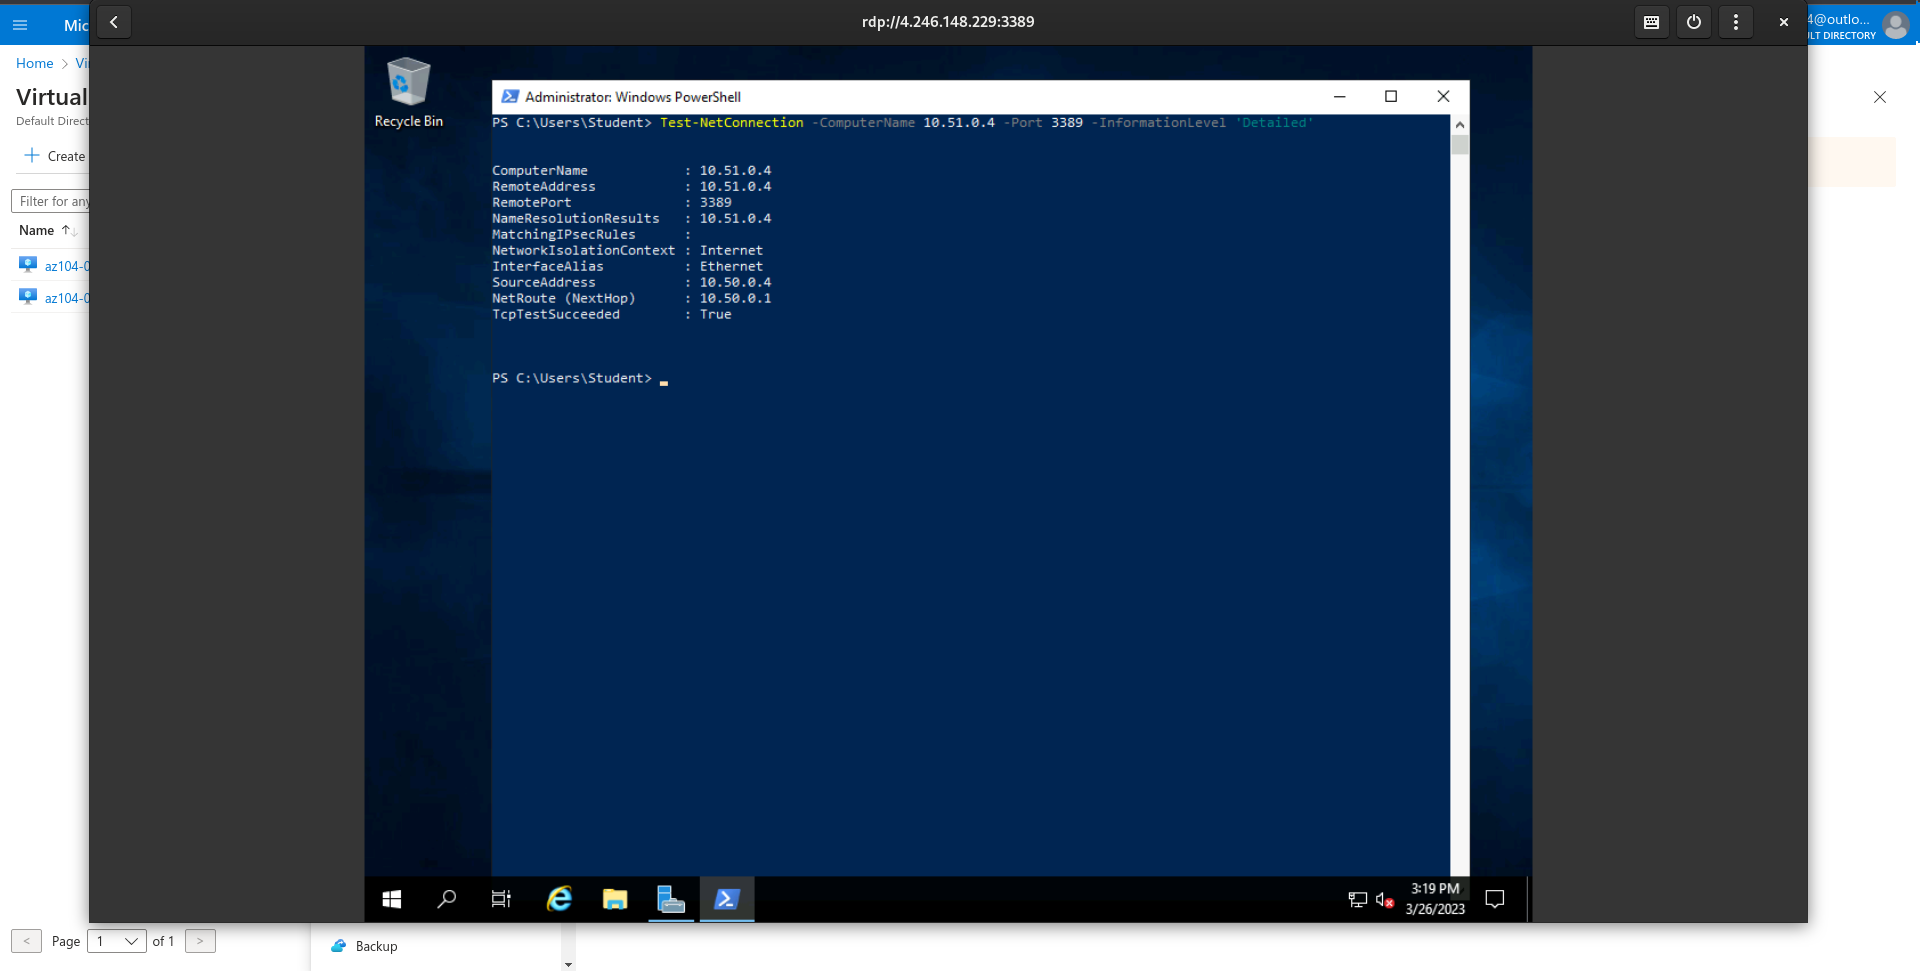 rdp://4.246.148.229:3389
Mic
4@outlo...
ULT DIRECTORY
Home > Vi
Virtual
Default Direct
Create
Filter for any
Name ↑↓
az104-0
az104-0
Recycle Bin
Administrator: Windows PowerShell
PS C:\Users\Student> Test-NetConnection -ComputerName 10.51.0.4 -Port 3389 -InformationLevel 'Detailed'
ComputerName : 10.51.0.4
RemoteAddress : 10.51.0.4
RemotePort : 3389
NameResolutionResults : 10.51.0.4
MatchingIPsecRules :
NetworkIsolationContext : Internet
InterfaceAlias : Ethernet
SourceAddress : 10.50.0.4
NetRoute (NextHop) : 10.50.0.1
TcpTestSucceeded : True
PS C:\Users\Student>
3:19 PM
3/26/2023
< Page 1 of 1 >
Backup